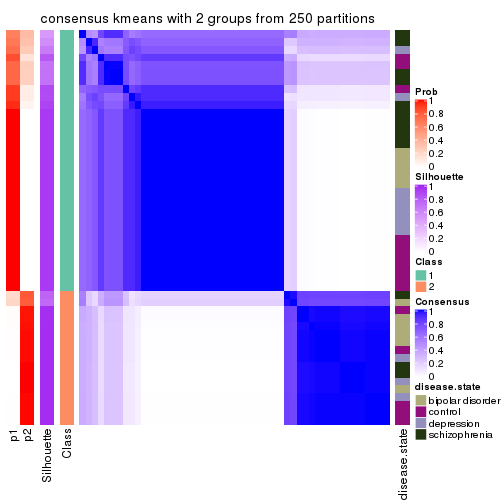 consensus kmeans with 2 groups from 250 partitions
Prob
1
0.8
0.6
0.4
0.2
0
Silhouette
1
0.8
0.6
0.4
0.2
0
Class
1
2
Consensus
1
0.8
0.6
0.4
0.2
0
disease.state
bipolar disorder
control
depression
schizophrenia
p1
p2
Silhouette
Class
disease.state